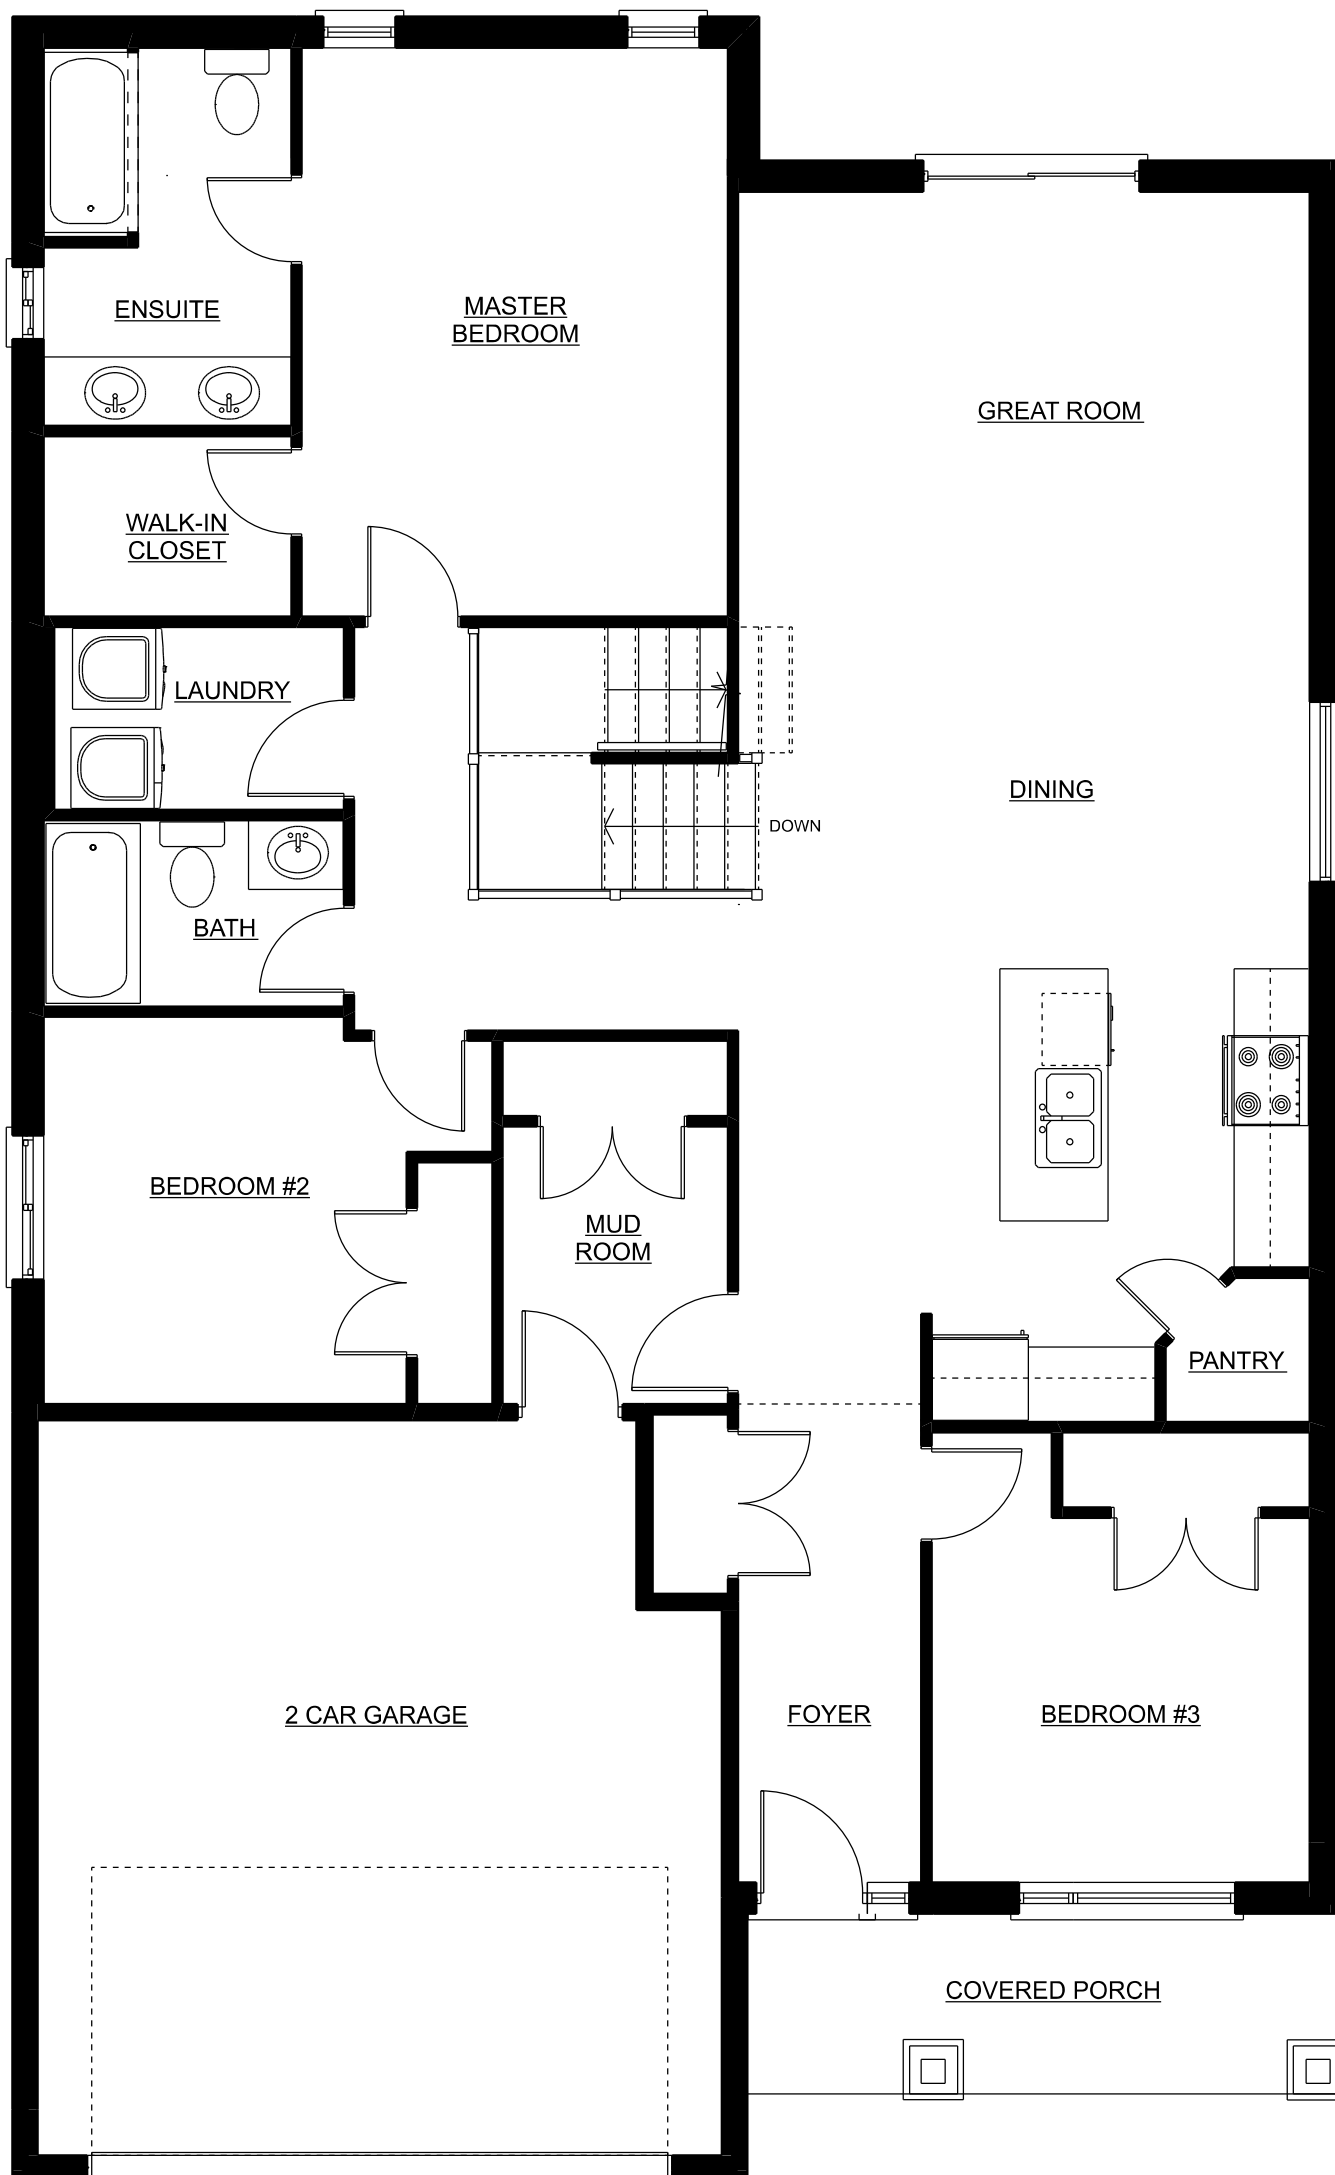 ENSUITE
MASTER
BEDROOM
GREAT ROOM
WALK-IN
CLOSET
LAUNDRY
DINING
DOWN
BATH
BEDROOM #2
MUD
ROOM
PANTRY
2 CAR GARAGE
FOYER
BEDROOM #3
COVERED PORCH